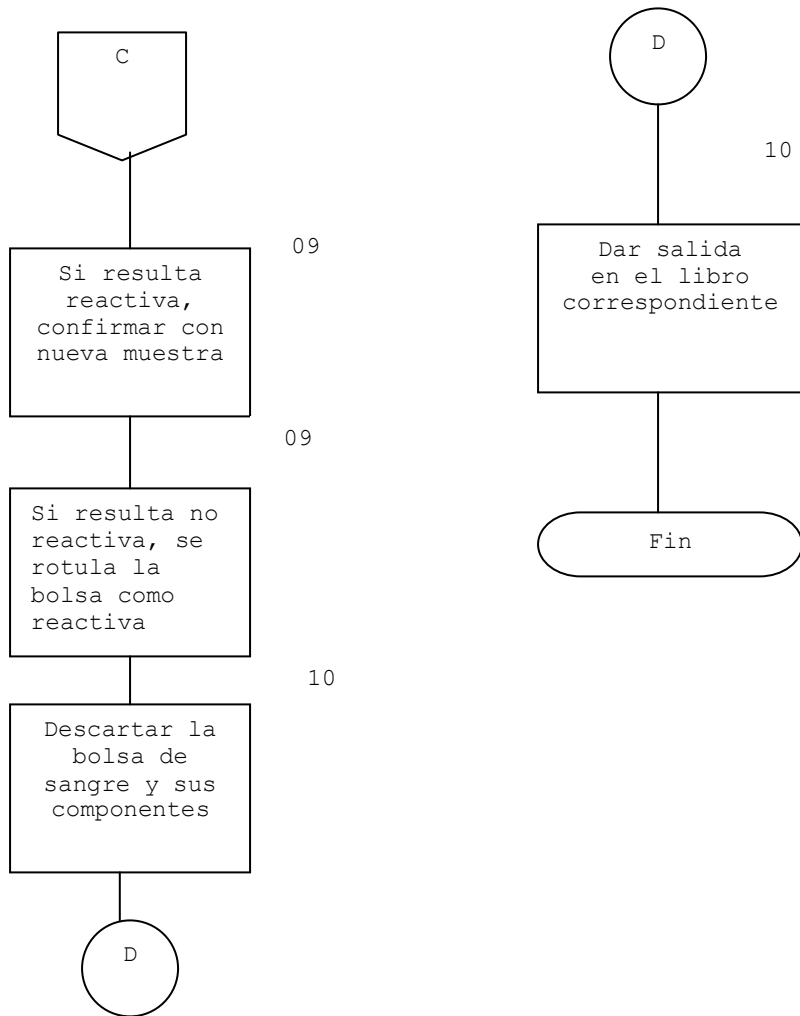 C
09
Si resulta
reactiva,
confirmar con
nueva muestra
09
Si resulta no
reactiva, se
rotula la
bolsa como
reactiva
10
Descartar la
bolsa de
sangre y sus
componentes
D
D
10
Dar salida
en el libro
correspondiente
Fin